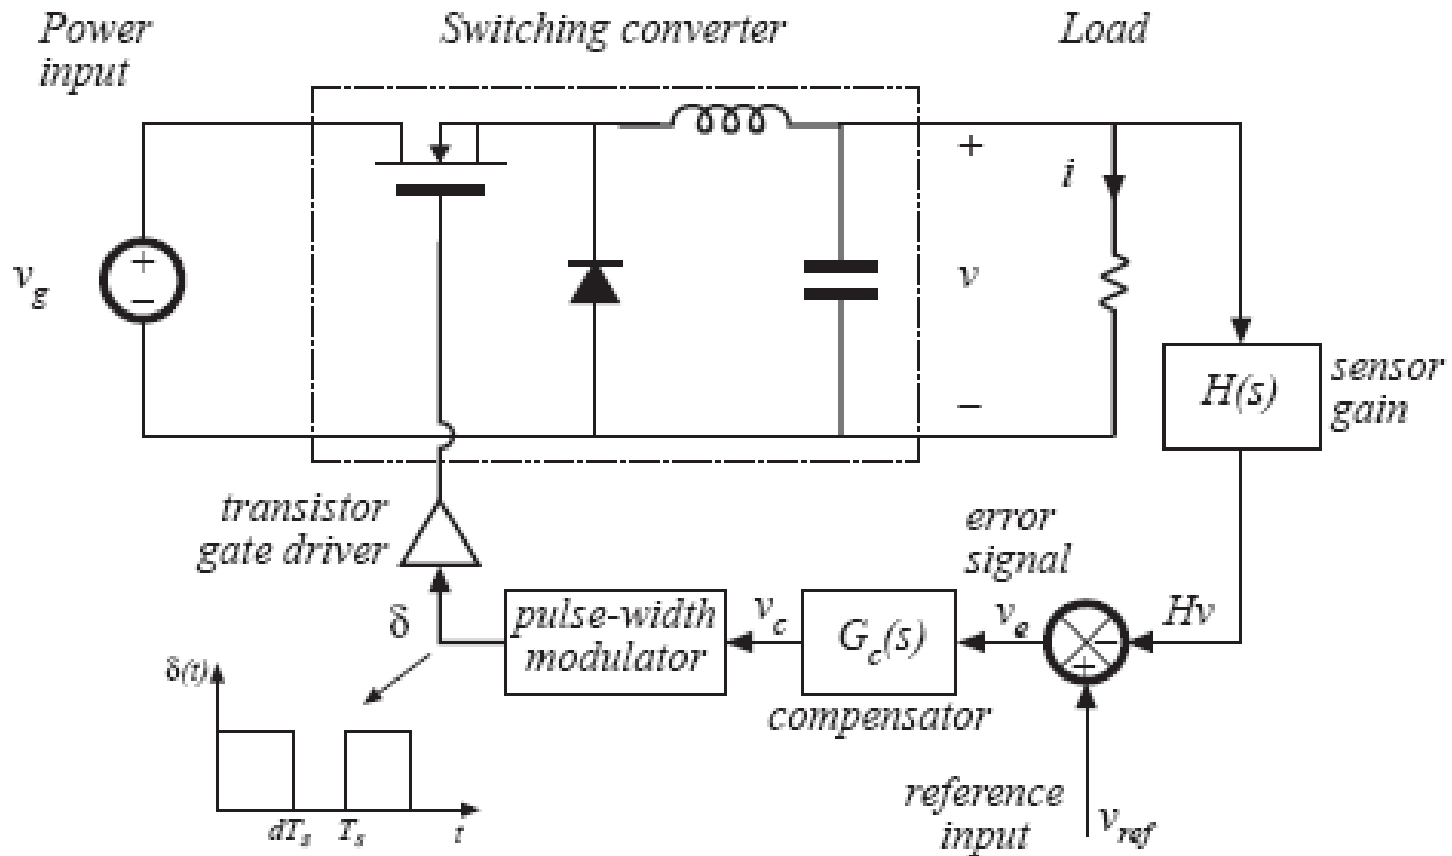 Power
input
Switching converter
Load
v_g
+
−
+
v
−
i
H(s)
sensor
gain
transistor
gate driver
error
signal
δ
pulse-width
modulator
v_c
G_c(s)
compensator
v_e
−
+
Hv
δ(t)
dT_s
T_s
t
reference
input
v_ref